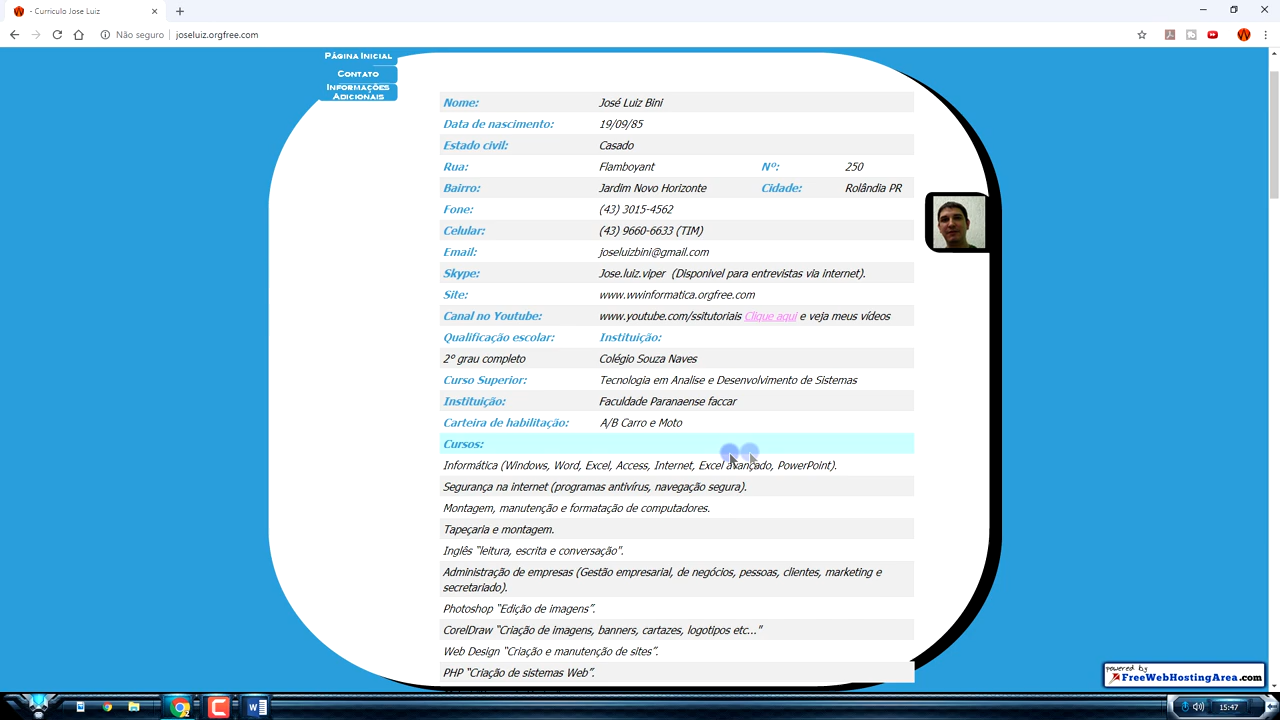 - Curriculo Jose Luiz
Não seguro | joseluiz.orgfree.com
Página Inicial
Contato
Informações
Adicionais
Nome: José Luiz Bini
Data de nascimento: 19/09/85
Estado civil: Casado
Rua: Flamboyant Nº: 250
Bairro: Jardim Novo Horizonte Cidade: Rolândia PR
Fone: (43) 3015-4562
Celular: (43) 9660-6633 (TIM)
Email: joseluizbini@gmail.com
Skype: Jose.luiz.viper (Disponivel para entrevistas via internet).
Site: www.wwinformatica.orgfree.com
Canal no Youtube: www.youtube.com/ssitutoriais Clique aqui e veja meus vídeos
Qualificação escolar: Instituição:
2º grau completo Colégio Souza Naves
Curso Superior: Tecnologia em Analise e Desenvolvimento de Sistemas
Instituição: Faculdade Paranaense faccar
Carteira de habilitação: A/B Carro e Moto
Cursos:
Informática (Windows, Word, Excel, Access, Internet, Excel avançado, PowerPoint).
Segurança na internet (programas antivírus, navegação segura).
Montagem, manutenção e formatação de computadores.
Tapeçaria e montagem.
Inglês "leitura, escrita e conversação".
Administração de empresas (Gestão empresarial, de negócios, pessoas, clientes, marketing e
secretariado).
Photoshop “Edição de imagens”.
CorelDraw “Criação de imagens, banners, cartazes, logotipos etc...”
Web Design “Criação e manutenção de sites”.
PHP “Criação de sistemas Web”.
powered by
FreeWebHostingArea.com
15:47